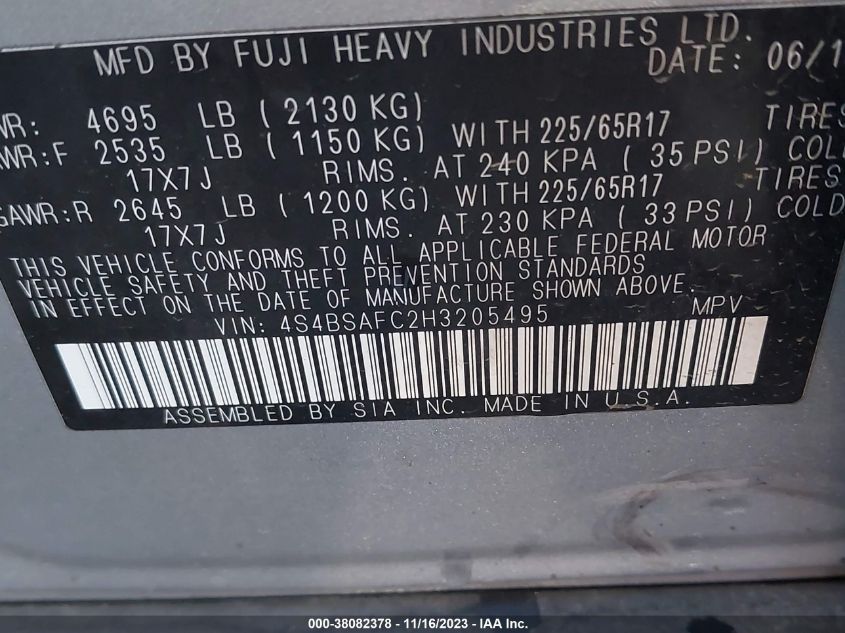 MFD BY FUJI HEAVY INDUSTRIES LTD.
DATE: 06/1
WR: 4695 LB ( 2130 KG)
AWR:F 2535 LB ( 1150 KG) WITH 225/65R17 TIRES
17X7J RIMS. AT 240 KPA ( 35 PSI) COLD
GAWR:R 2645 LB ( 1200 KG) WITH 225/65R17 TIRES
17X7J RIMS. AT 230 KPA ( 33 PSI) COLD
THIS VEHICLE CONFORMS TO ALL APPLICABLE FEDERAL MOTOR
VEHICLE SAFETY AND THEFT PREVENTION STANDARDS
IN EFFECT ON THE DATE OF MANUFACTURE SHOWN ABOVE.
VIN: 4S4BSAFC2H3205495 MPV
ASSEMBLED BY SIA INC. MADE IN U.S.A.
000-38082378 - 11/16/2023 - IAA Inc.